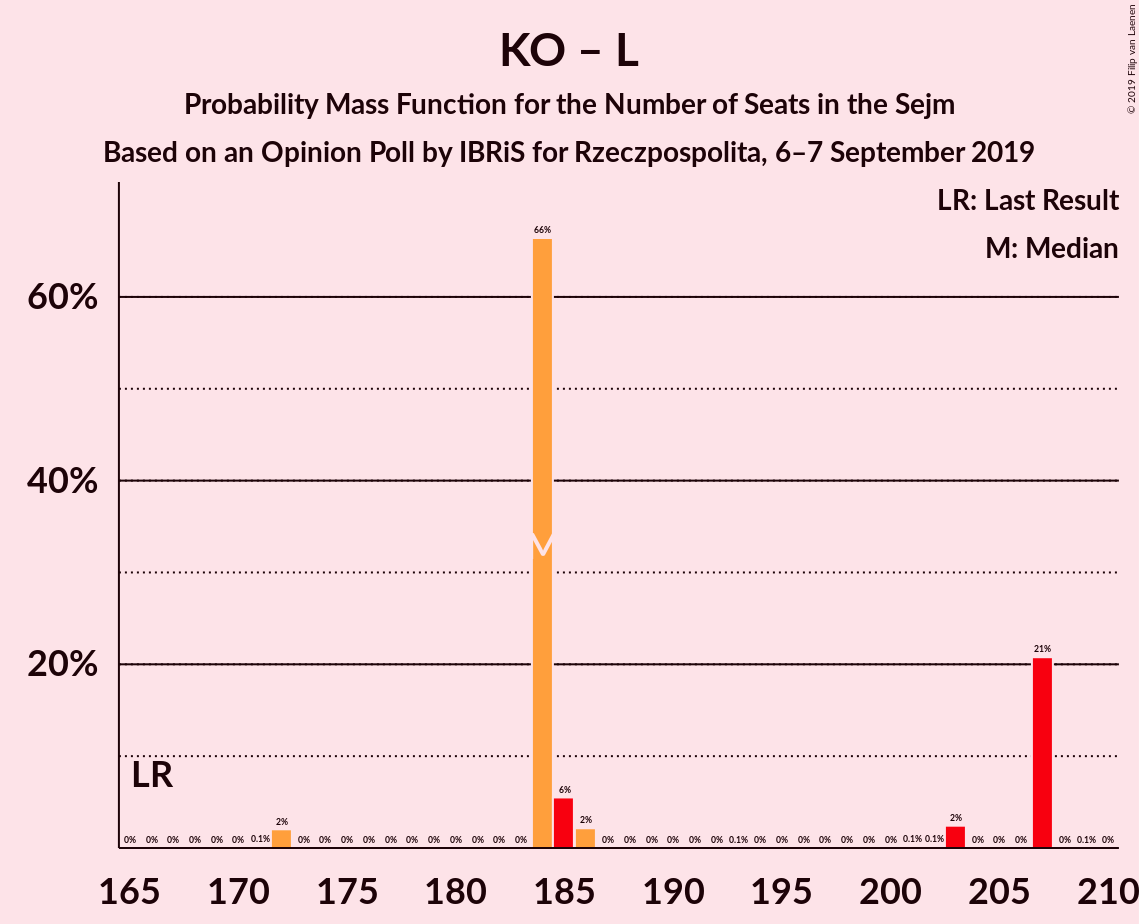 KO – L
Probability Mass Function for the Number of Seats in the Sejm
Based on an Opinion Poll by IBRiS for Rzeczpospolita, 6–7 September 2019
© 2019 Filip van Laenen
LR: Last Result
M: Median
60%
40%
20%
66%
21%
LR
0% 0% 0% 0% 0% 0% 0.1% 2% 0% 0% 0% 0% 0% 0% 0% 0% 0% 0% 0% 6% 2% 0% 0% 0% 0% 0% 0% 0.1% 0% 0% 0% 0% 0% 0% 0% 0.1% 0.1% 2% 0% 0% 0% 0% 0.1% 0%
165 170 175 180 185 190 195 200 205 210
M